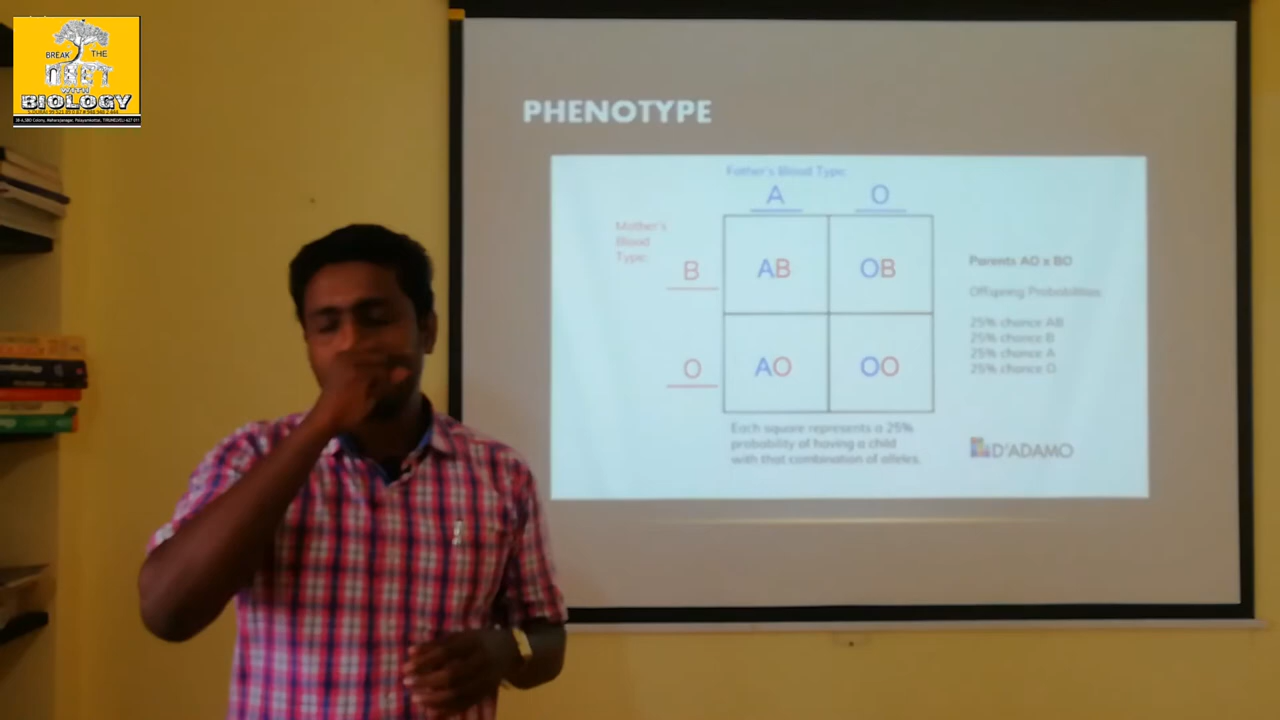 BREAK THE
NEET
WITH
BIOLOGY
PHENOTYPE
Father's Blood Type:
A O
Mother's
Blood
Type:
B
AB OB
O
AO OO
Parents AO x BO
Offspring Probabilities
25% chance AB
25% chance B
25% chance A
25% chance O
Each square represents a 25%
probability of having a child
with that combination of alleles.
D'ADAMO